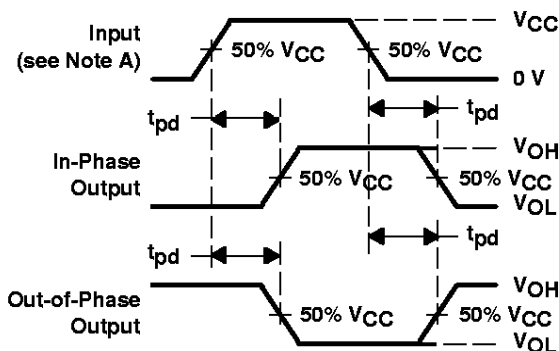 Input
(see Note A)
50% VCC
50% VCC
VCC
0 V
tpd
tpd
In-Phase
Output
50% VCC
VOH
50% VCC
VOL
tpd
tpd
Out-of-Phase
Output
50% VCC
VOH
50% VCC
VOL